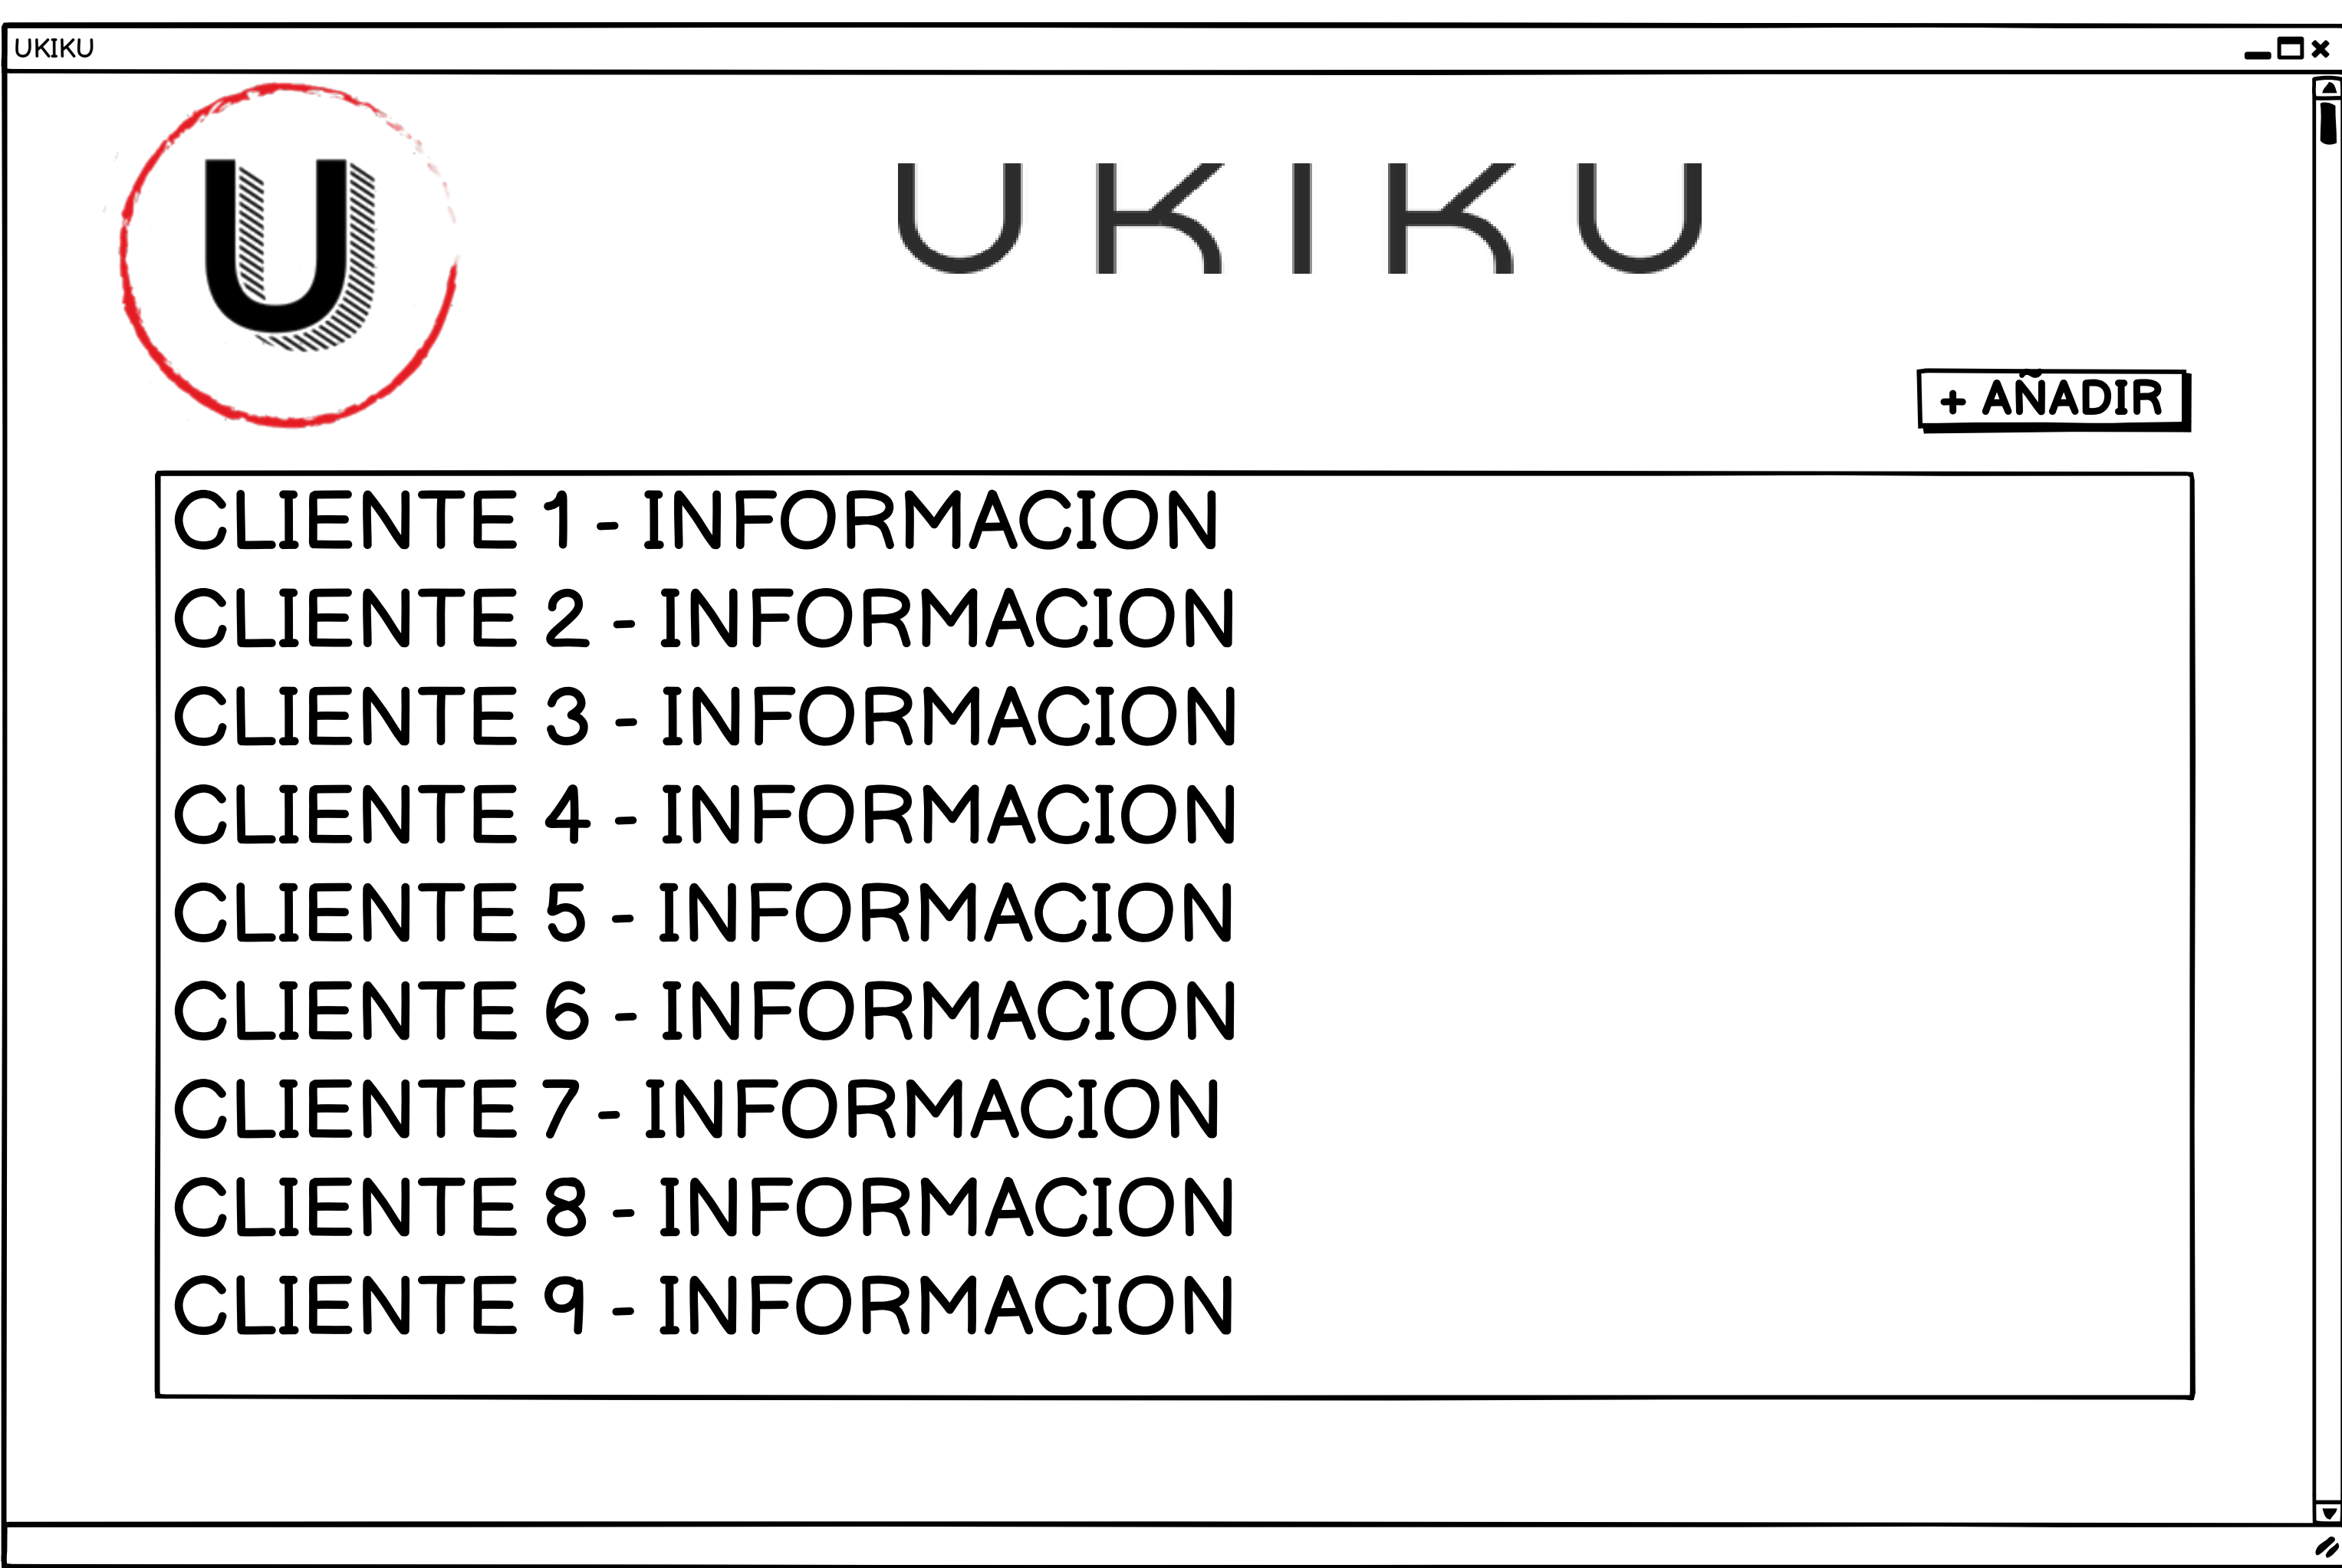 UKIKU
U
UKIKU
+ AÑADIR
CLIENTE 1 - INFORMACION
CLIENTE 2 - INFORMACION
CLIENTE 3 - INFORMACION
CLIENTE 4 - INFORMACION
CLIENTE 5 - INFORMACION
CLIENTE 6 - INFORMACION
CLIENTE 7 - INFORMACION
CLIENTE 8 - INFORMACION
CLIENTE 9 - INFORMACION